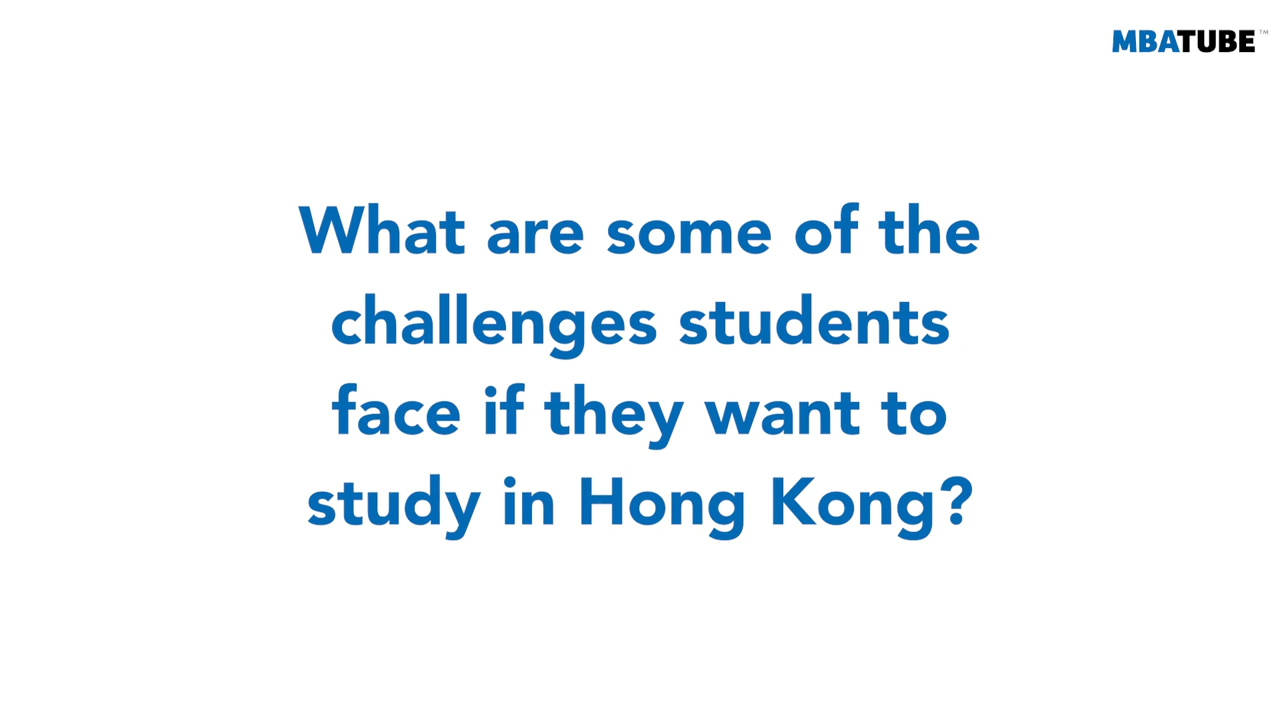 MBATUBE™
What are some of the
challenges students
face if they want to
study in Hong Kong?